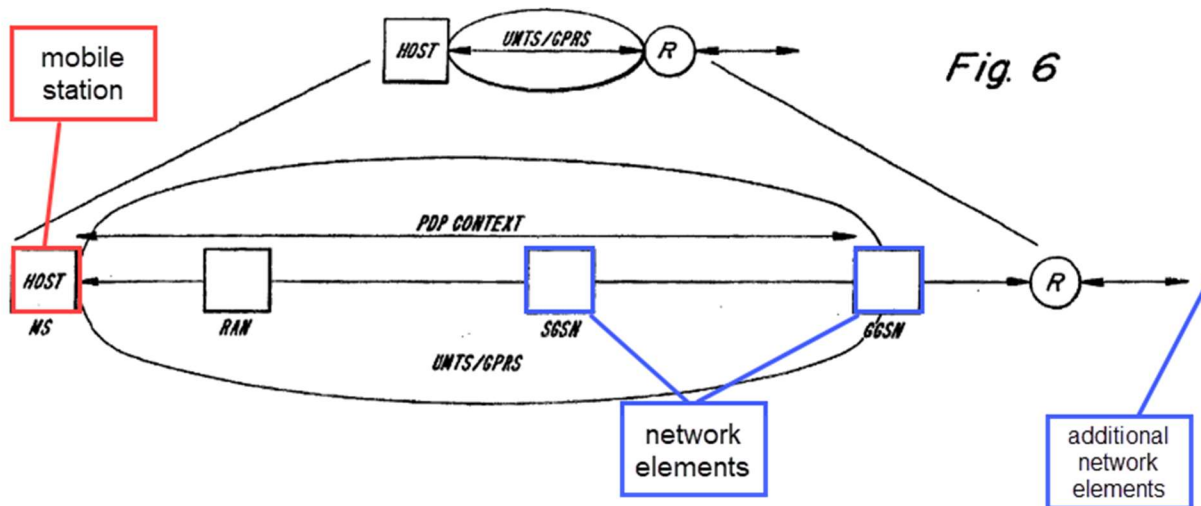 mobile
station
HOST
UMTS/GPRS
R
Fig. 6
PDP CONTEXT
HOST
R
MS
RAN
SGSN
GGSN
UMTS/GPRS
network
elements
additional
network
elements